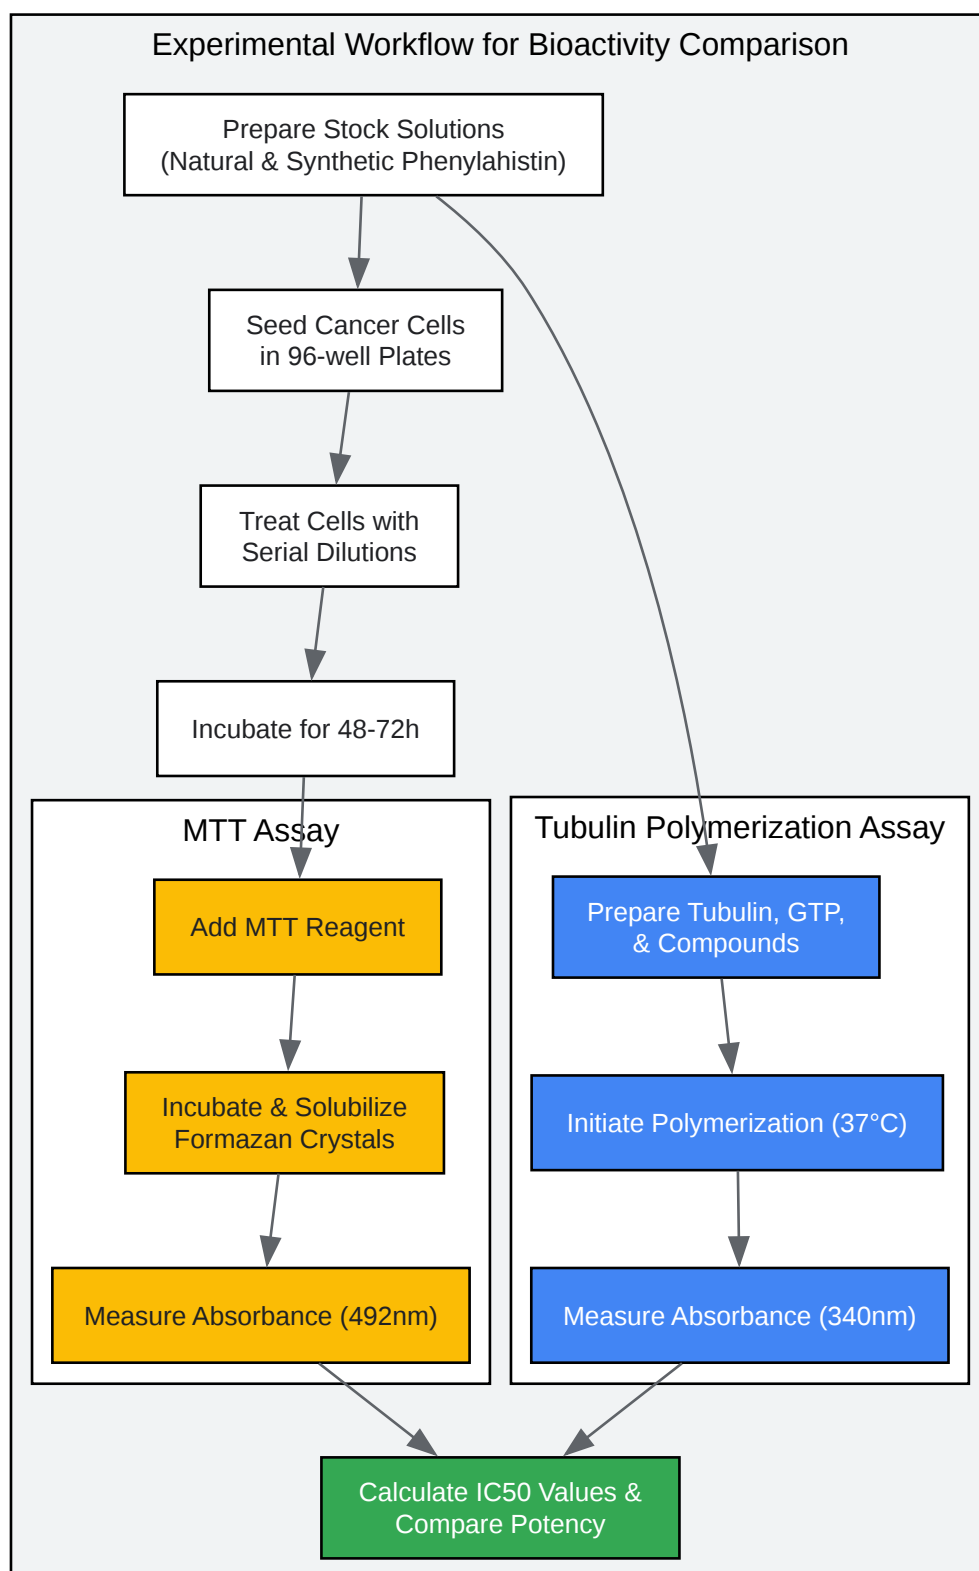 Experimental Workflow for Bioactivity Comparison
Prepare Stock Solutions
(Natural & Synthetic Phenylahistin)
Seed Cancer Cells
in 96-well Plates
Treat Cells with
Serial Dilutions
Incubate for 48-72h
MTT Assay
Add MTT Reagent
Incubate & Solubilize
Formazan Crystals
Measure Absorbance (492nm)
Tubulin Polymerization Assay
Prepare Tubulin, GTP,
& Compounds
Initiate Polymerization (37°C)
Measure Absorbance (340nm)
Calculate IC50 Values &
Compare Potency